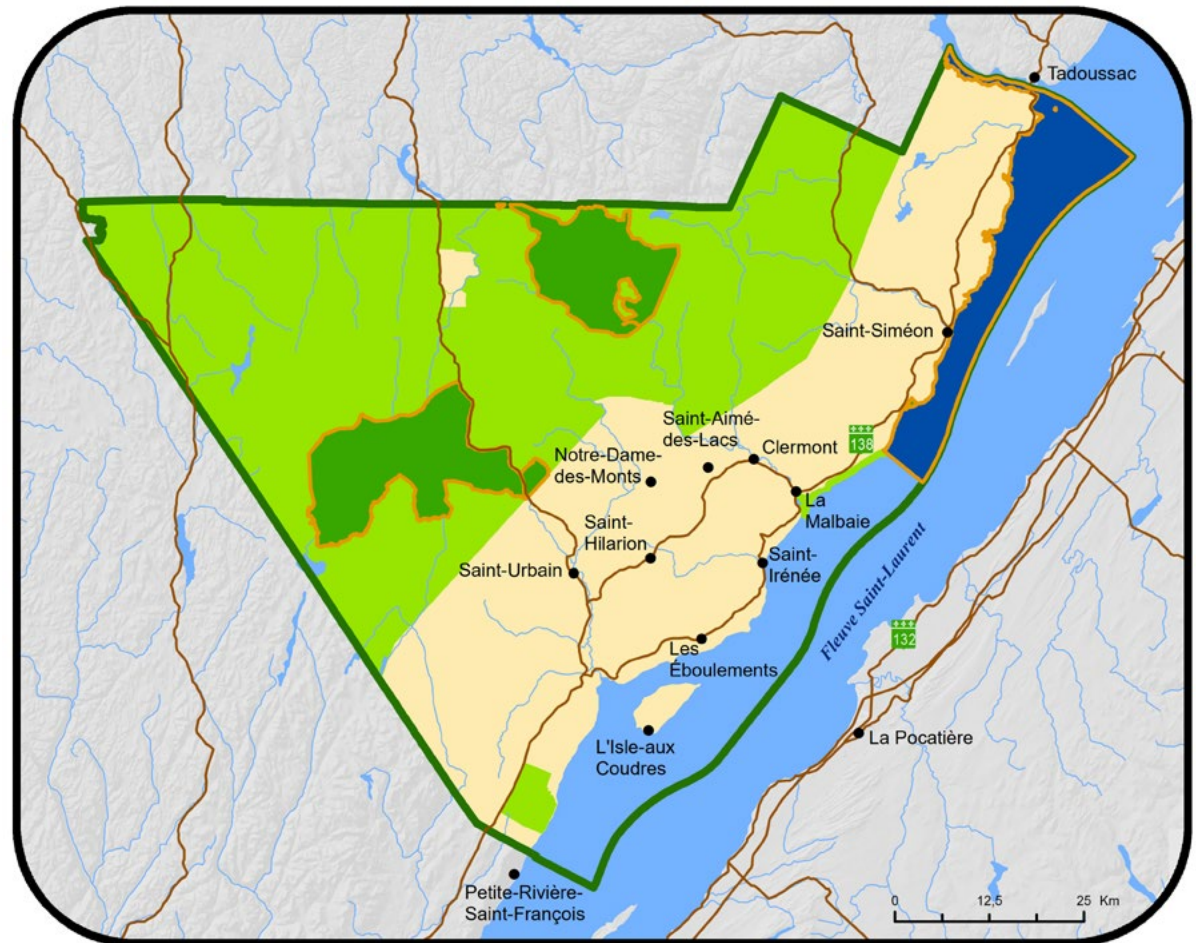 Tadoussac
Saint-Siméon
Saint-Aimé-
des-Lacs
Clermont
138
Notre-Dame-
des-Monts
La
Malbaie
Saint-
Hilarion
Saint-Urbain
Saint-
Irénée
Fleuve Saint-Laurent
132
Les
Éboulements
L'Isle-aux
Coudres
La Pocatière
Petite-Rivière-
Saint-François
0 12,5 25 Km